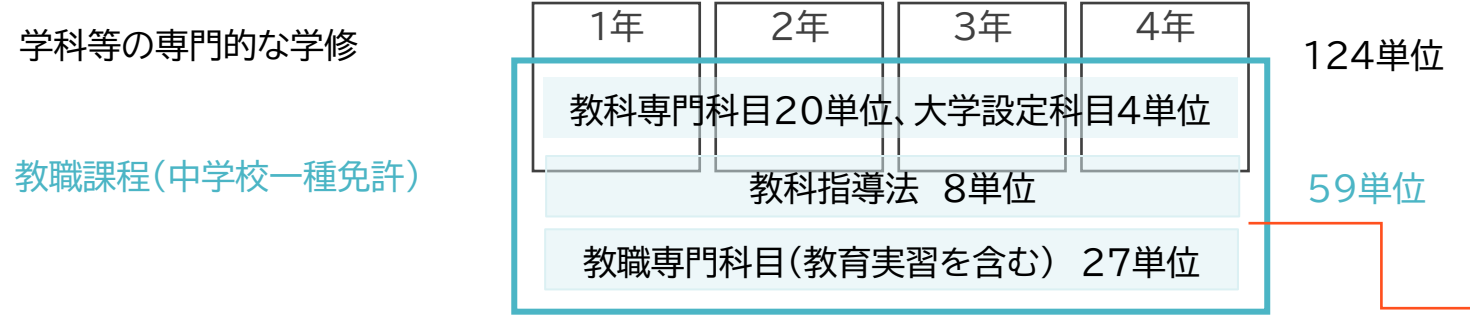 1年 2年 3年 4年
学科等の専門的な学修
124単位
教科専門科目20単位、大学設定科目4単位
教職課程(中学校一種免許)
教科指導法 8単位
59単位
教職専門科目(教育実習を含む) 27単位